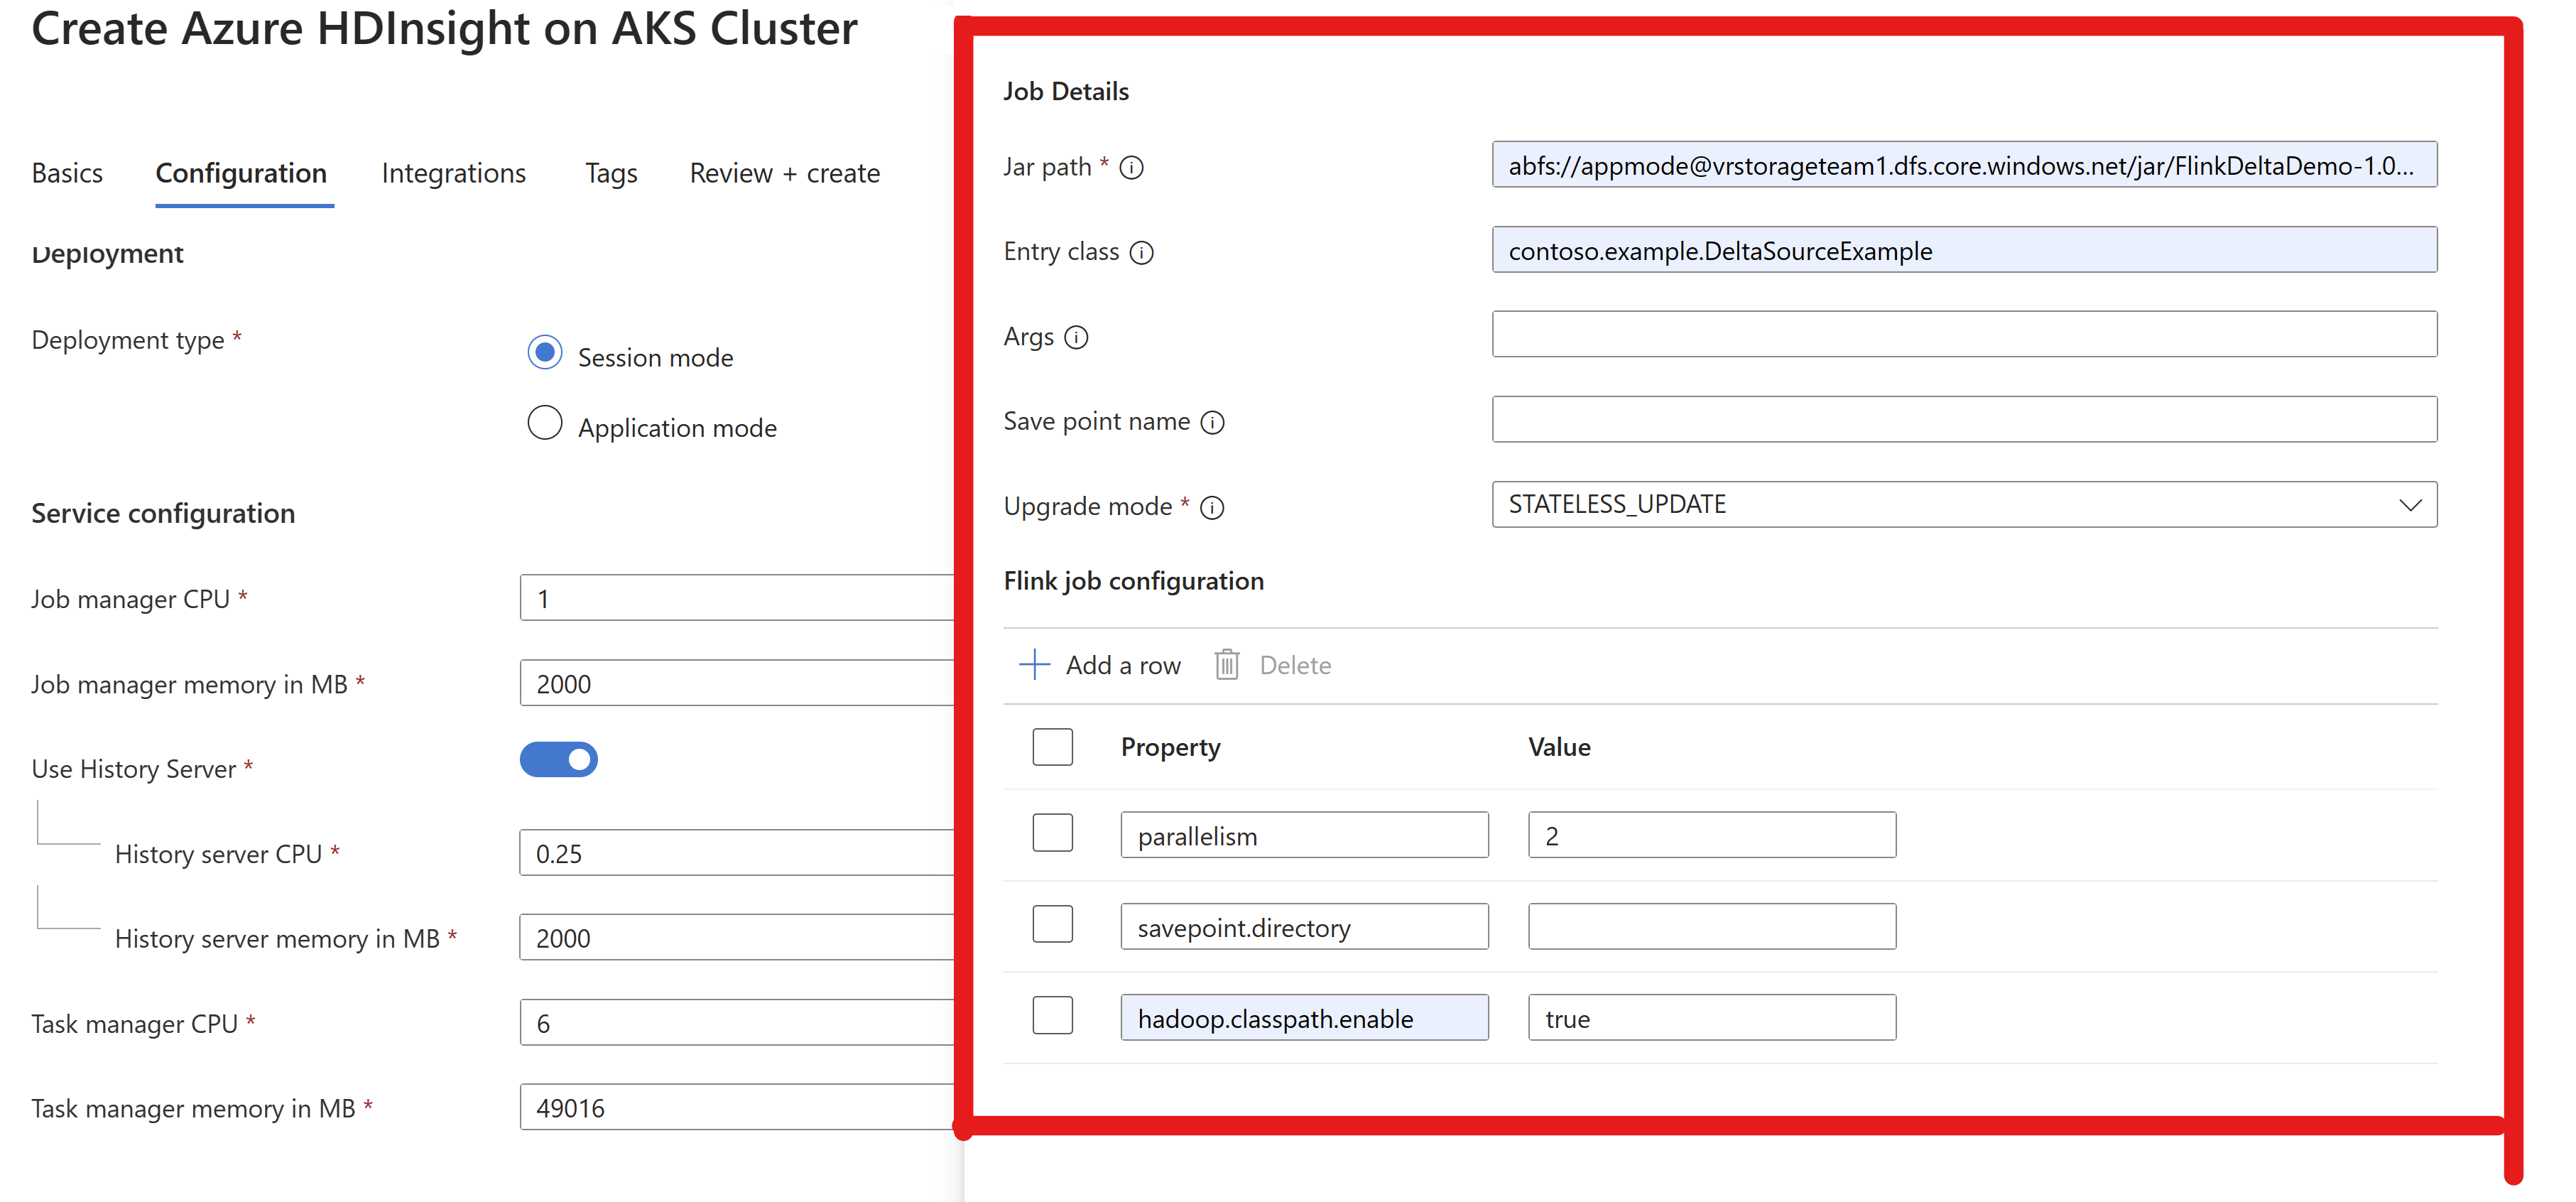 Create Azure HDInsight on AKS Cluster
Basics Configuration Integrations Tags Review + create
Deployment
Deployment type *
Session mode
Application mode
Service configuration
Job manager CPU * 1
Job manager memory in MB * 2000
Use History Server *
History server CPU * 0.25
History server memory in MB * 2000
Task manager CPU * 6
Task manager memory in MB * 49016
Job Details
Jar path * abfs://appmode@vrstorageteam1.dfs.core.windows.net/jar/FlinkDeltaDemo-1.0...
Entry class contoso.example.DeltaSourceExample
Args
Save point name
Upgrade mode * STATELESS_UPDATE
Flink job configuration
Add a row Delete
Property Value
parallelism 2
savepoint.directory
hadoop.classpath.enable true